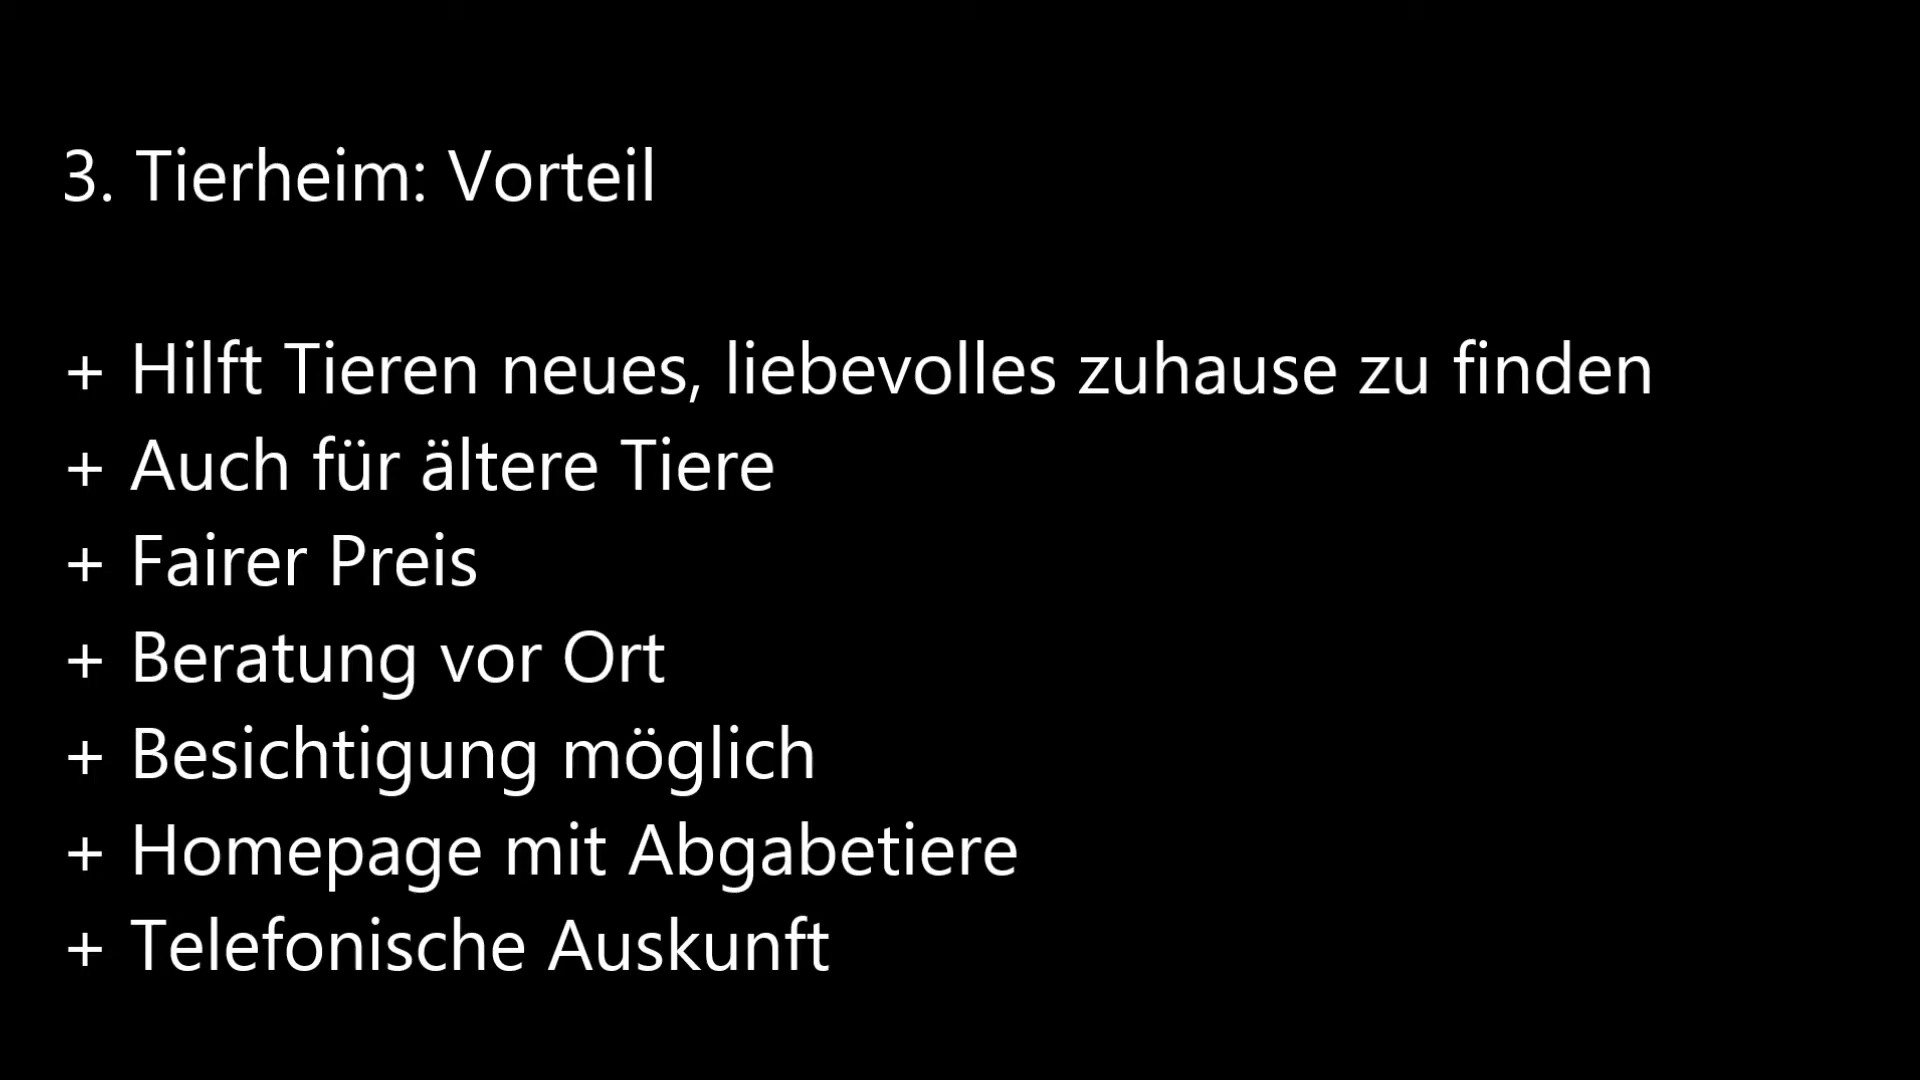 3. Tierheim: Vorteil
+ Hilft Tieren neues, liebevolles zuhause zu finden
+ Auch für ältere Tiere
+ Fairer Preis
+ Beratung vor Ort
+ Besichtigung möglich
+ Homepage mit Abgabetiere
+ Telefonische Auskunft